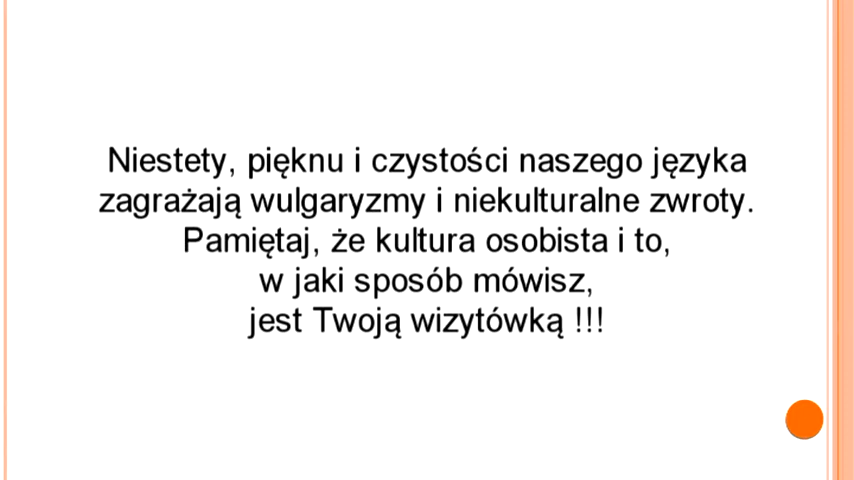 Niestety, pięknu i czystości naszego języka
zagrażają wulgaryzmy i niekulturalne zwroty.
Pamiętaj, że kultura osobista i to,
w jaki sposób mówisz,
jest Twoją wizytówką !!!